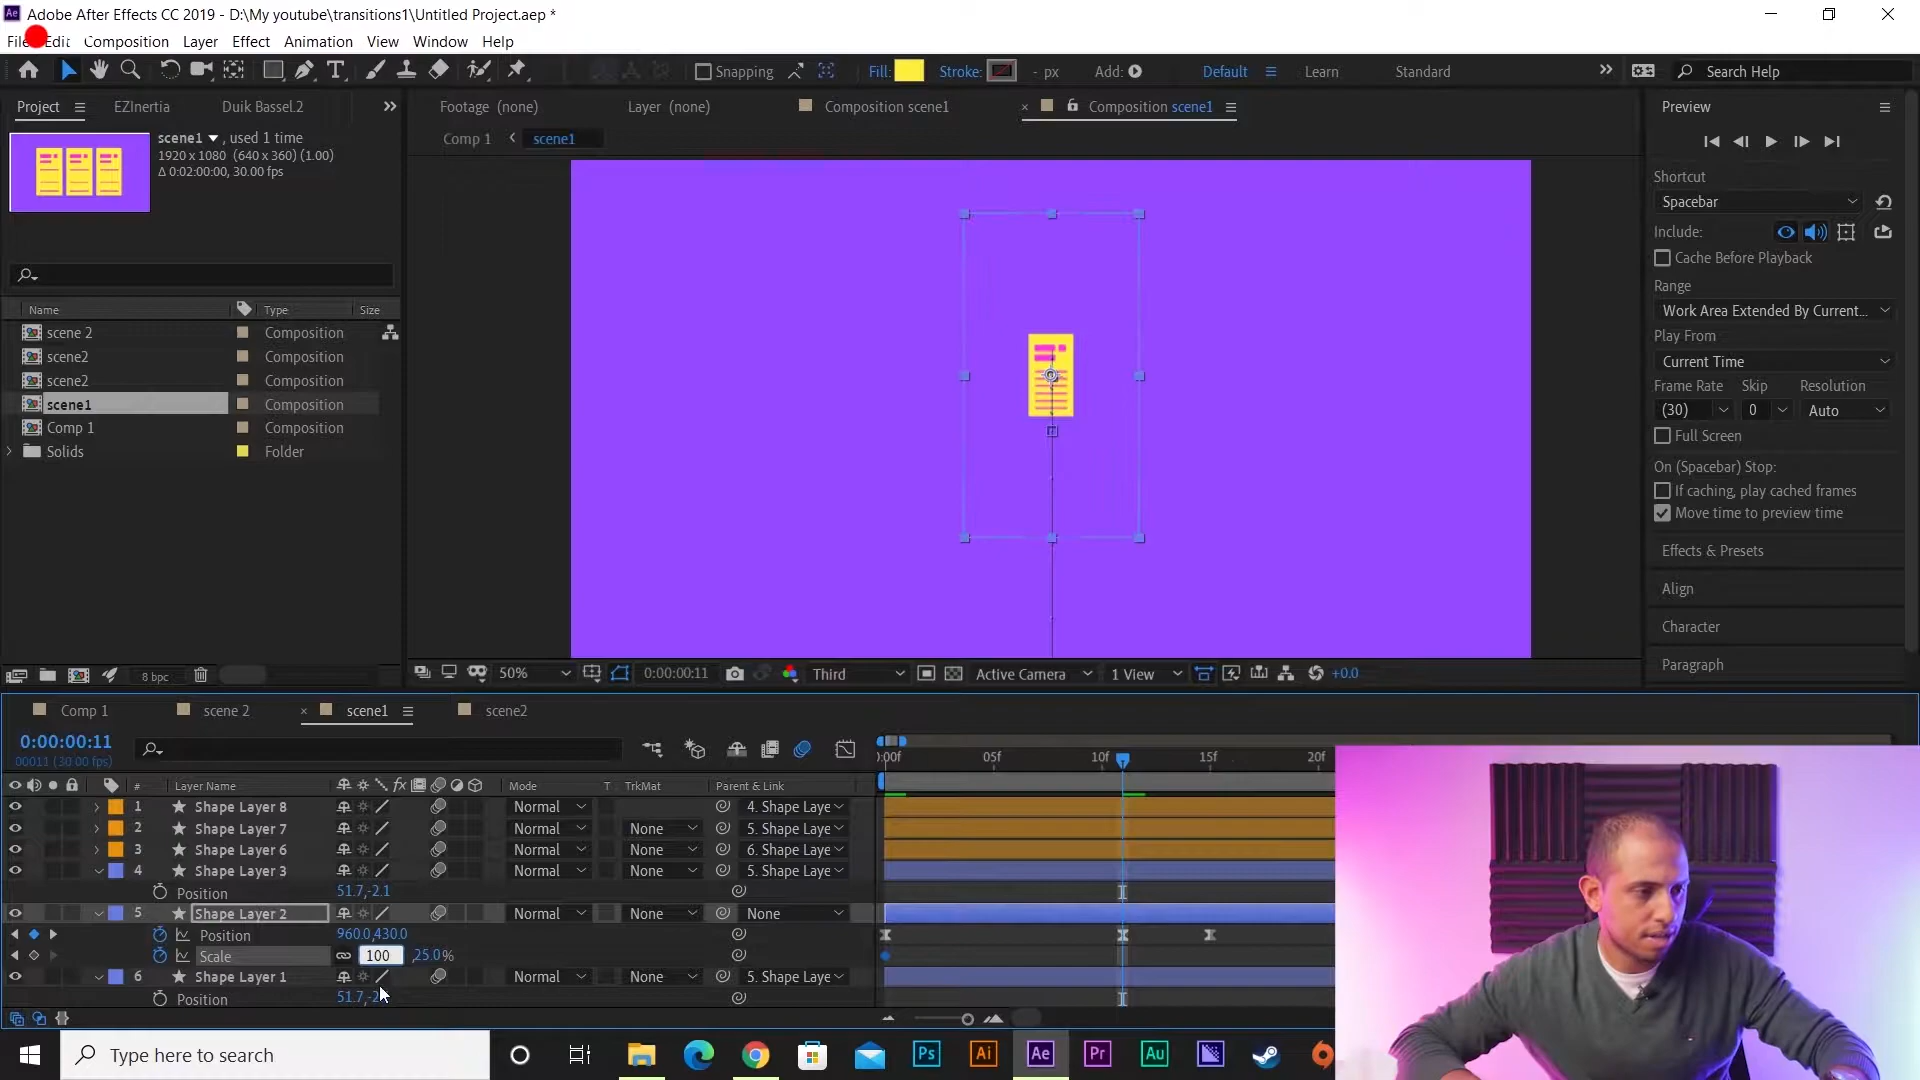 Adobe After Effects CC 2019 - D:\My youtube\transitions1\Untitled Project.aep *
File Edit Composition Layer Effect Animation View Window Help
Snapping Fill: Stroke: - px Add: Default Learn Standard Search Help
Project EZInertia Duik Bassel.2 Footage (none) Layer (none) Composition scene1 Composition scene1 Preview
Comp 1 scene1
scene1 , used 1 time
1920 x 1080 (640 x 360) (1.00)
Δ 0:02:00:00, 30.00 fps
Name Type Size
scene 2 Composition
scene2 Composition
scene2 Composition
scene1 Composition
Comp 1 Composition
Solids Folder
8 bpc
50% 0:00:00:11 Third Active Camera 1 View +0.0
Shortcut
Spacebar
Include:
Cache Before Playback
Range
Work Area Extended By Current...
Play From
Current Time
Frame Rate Skip Resolution
(30) 0 Auto
Full Screen
On (Spacebar) Stop:
If caching, play cached frames
Move time to preview time
Effects & Presets
Align
Character
Paragraph
Comp 1 scene 2 scene1 scene2
0:00:00:11
00011 (30.00 fps)
):00f 05f 10f 15f 20f
# Layer Name fx Mode T TrkMat Parent & Link
1 Shape Layer 8 Normal 4. Shape Laye
2 Shape Layer 7 Normal None 5. Shape Laye
3 Shape Layer 6 Normal None 6. Shape Laye
4 Shape Layer 3 Normal None 5. Shape Laye
Position 51.7,-2.1
5 Shape Layer 2 Normal None None
Position 960.0,430.0
Scale 100 ,25.0%
6 Shape Layer 1 Normal None 5. Shape Laye
Position 51.7,-2
Type here to search Ps Ai Ae Pr Au